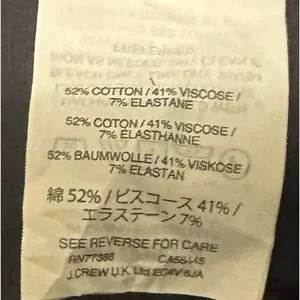 52% COTTON / 41% VISCOSE /
7% ELASTANE
52% COTON / 41% VISCOSE /
7% ELASTHANNE
52% BAUMWOLLE / 41% VISKOSE /
7% ELASTAN
綿 52% / ビスコース 41% /
エラステーン 7%
SEE REVERSE FOR CARE
RN77388
J.CREW U.K. Ltd. EC4V 6JA